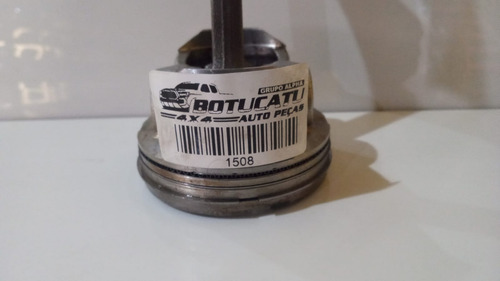 GRUPO ALPHA
BOTUCATU
4X4 AUTO PEÇAS
1508